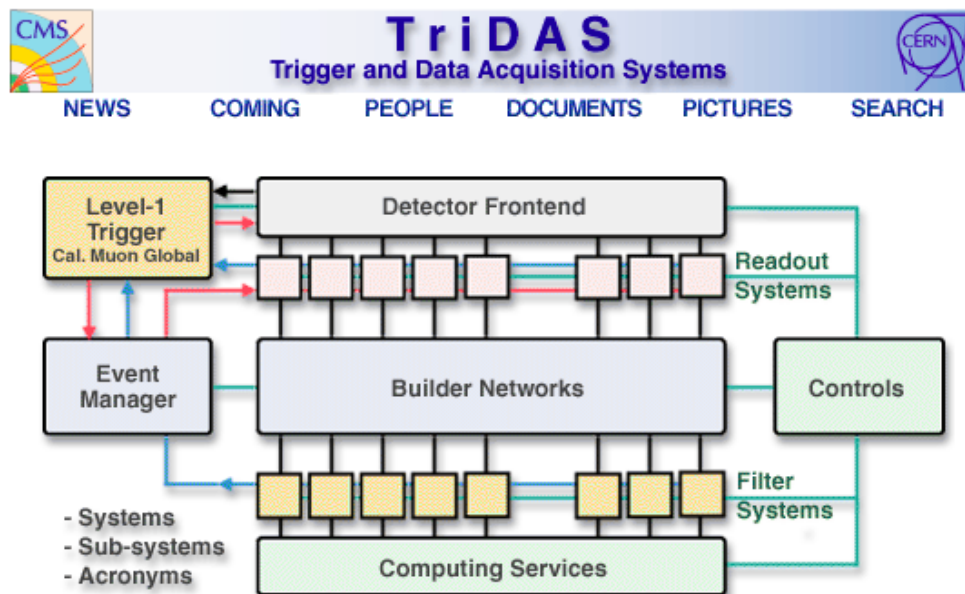 CMS
TriDAS
Trigger and Data Acquisition Systems
CERN
NEWS COMING PEOPLE DOCUMENTS PICTURES SEARCH
Level-1
Trigger
Cal. Muon Global
Detector Frontend
Readout
Systems
Event
Manager
Builder Networks
Controls
Filter
Systems
- Systems
- Sub-systems
- Acronyms
Computing Services